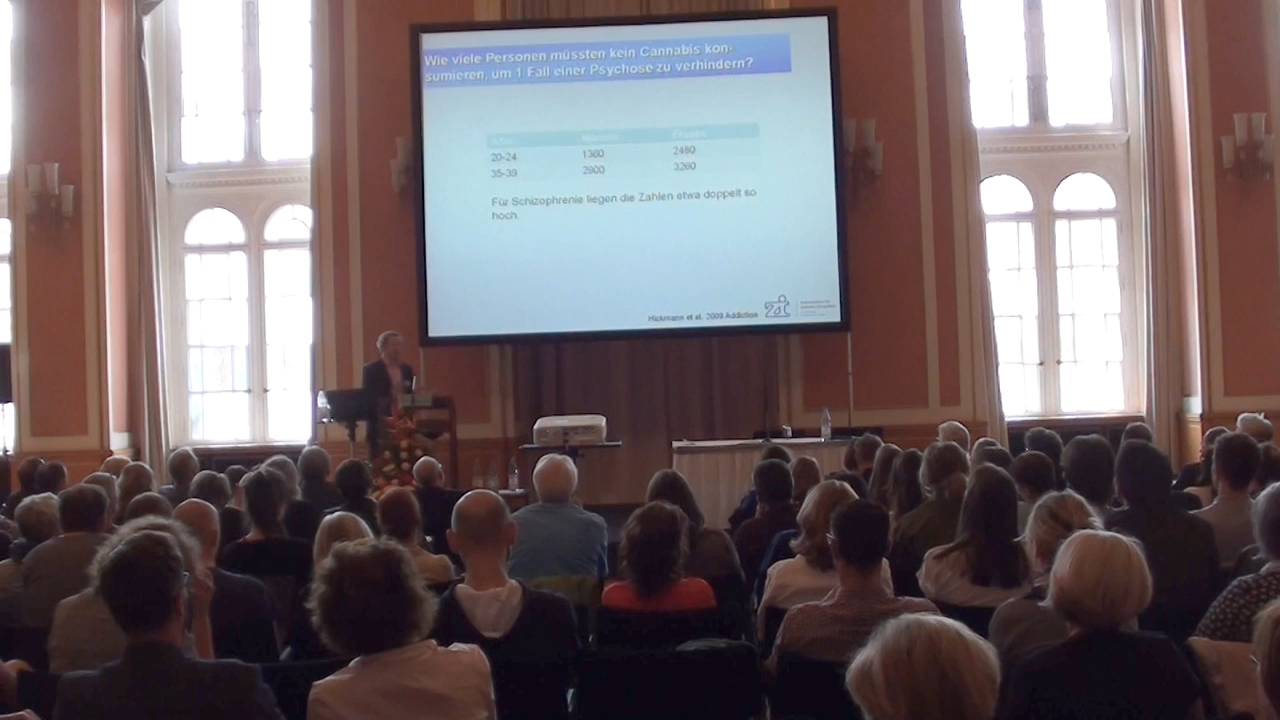 Wie viele Personen müssten kein Cannabis kon-
sumieren, um 1 Fall einer Psychose zu verhindern?
Alter Männer Frauen
20-24 1360 2480
35-39 2900 3260
Für Schizophrenie liegen die Zahlen etwa doppelt so
hoch.
Hickmann et al. 2009 Addiction